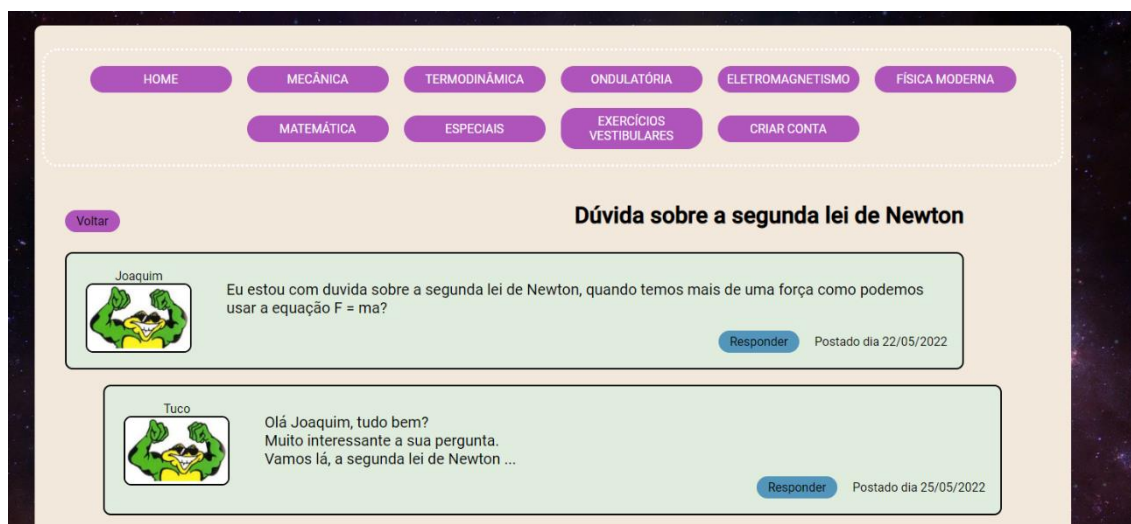 HOME
MECÂNICA
TERMODINÂMICA
ONDULATÓRIA
ELETROMAGNETISMO
FÍSICA MODERNA
MATEMÁTICA
ESPECIAIS
EXERCÍCIOS
VESTIBULARES
CRIAR CONTA
Voltar
Dúvida sobre a segunda lei de Newton
Joaquim
Eu estou com duvida sobre a segunda lei de Newton, quando temos mais de uma força como podemos
usar a equação F = ma?
Responder
Postado dia 22/05/2022
Tuco
Olá Joaquim, tudo bem?
Muito interessante a sua pergunta.
Vamos lá, a segunda lei de Newton ...
Responder
Postado dia 25/05/2022